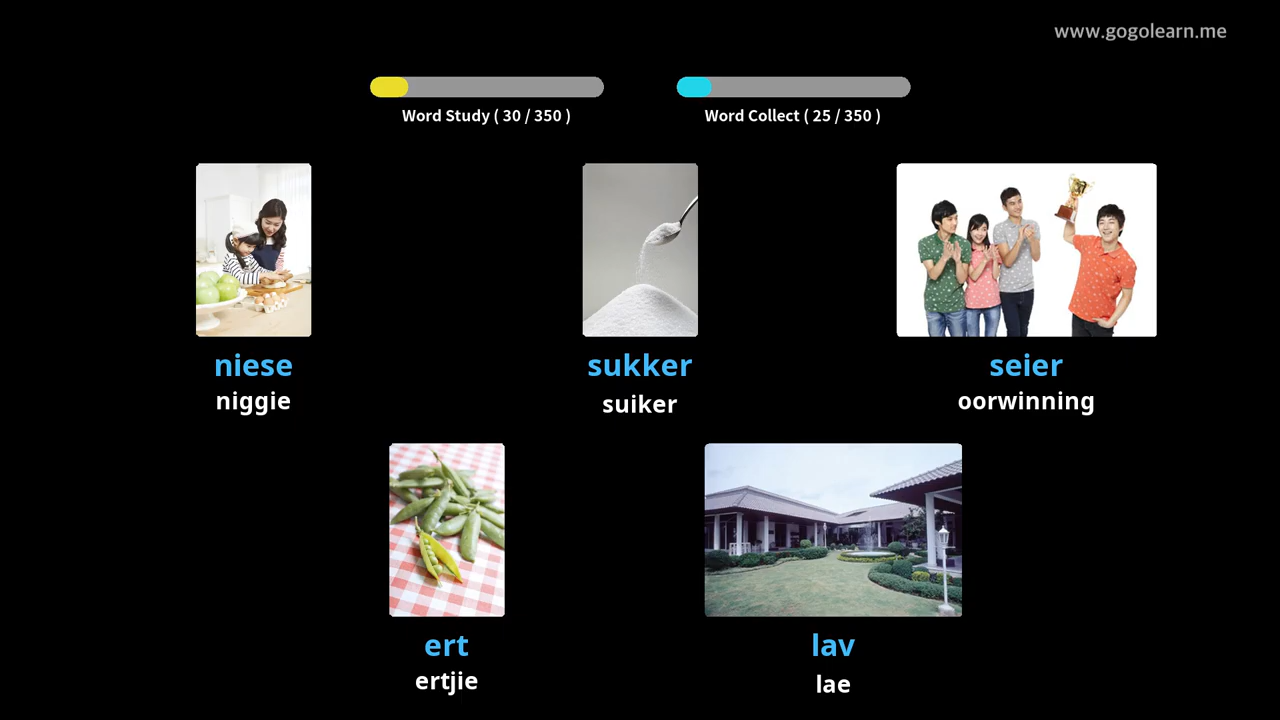 www.gogolearn.me
Word Study ( 30 / 350 )
Word Collect ( 25 / 350 )
niese
niggie
sukker
suiker
seier
oorwinning
ert
ertjie
lav
lae